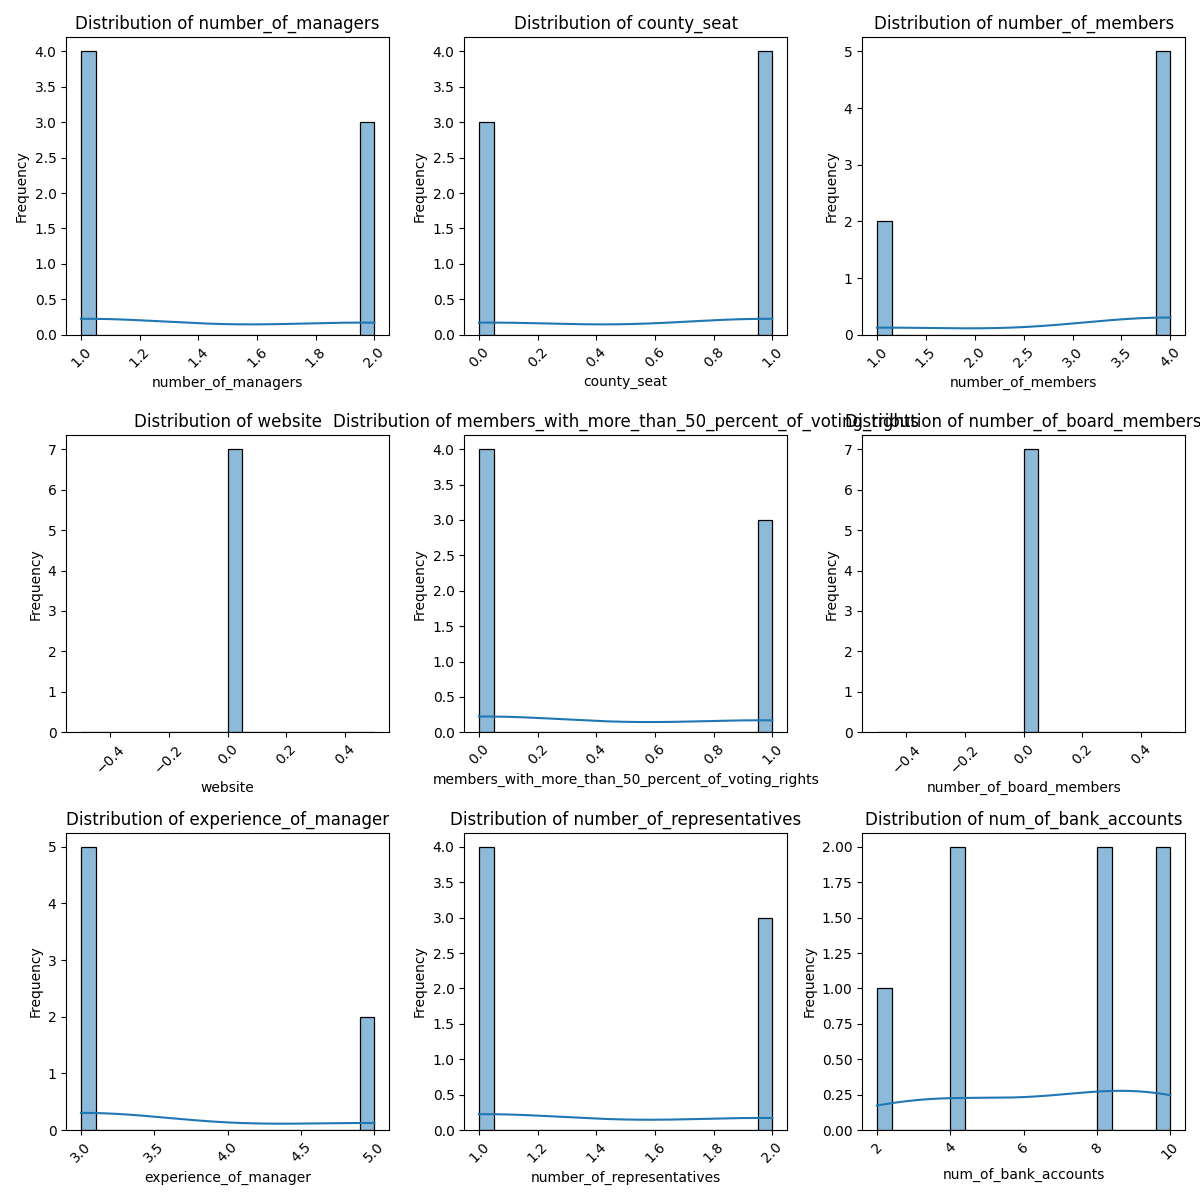 Distribution of number_of_managers
4.0
3.5
3.0
2.5
2.0
1.5
1.0
0.5
0.0
Frequency
1.0 1.2 1.4 1.6 1.8 2.0
number_of_managers
Distribution of county_seat
4.0
3.5
3.0
2.5
2.0
1.5
1.0
0.5
0.0
Frequency
0.0 0.2 0.4 0.6 0.8 1.0
county_seat
Distribution of number_of_members
5
4
3
2
1
0
Frequency
1.0 1.5 2.0 2.5 3.0 3.5 4.0
number_of_members
Distribution of website
7
6
5
4
3
2
1
0
Frequency
−0.4 −0.2 0.0 0.2 0.4
website
Distribution of members_with_more_than_50_percent_of_voting_rights
4.0
3.5
3.0
2.5
2.0
1.5
1.0
0.5
0.0
Frequency
0.0 0.2 0.4 0.6 0.8 1.0
members_with_more_than_50_percent_of_voting_rights
Distribution of number_of_board_members
7
6
5
4
3
2
1
0
Frequency
−0.4 −0.2 0.0 0.2 0.4
number_of_board_members
Distribution of experience_of_manager
5
4
3
2
1
0
Frequency
3.0 3.5 4.0 4.5 5.0
experience_of_manager
Distribution of number_of_representatives
4.0
3.5
3.0
2.5
2.0
1.5
1.0
0.5
0.0
Frequency
1.0 1.2 1.4 1.6 1.8 2.0
number_of_representatives
Distribution of num_of_bank_accounts
2.00
1.75
1.50
1.25
1.00
0.75
0.50
0.25
0.00
Frequency
2 4 6 8 10
num_of_bank_accounts